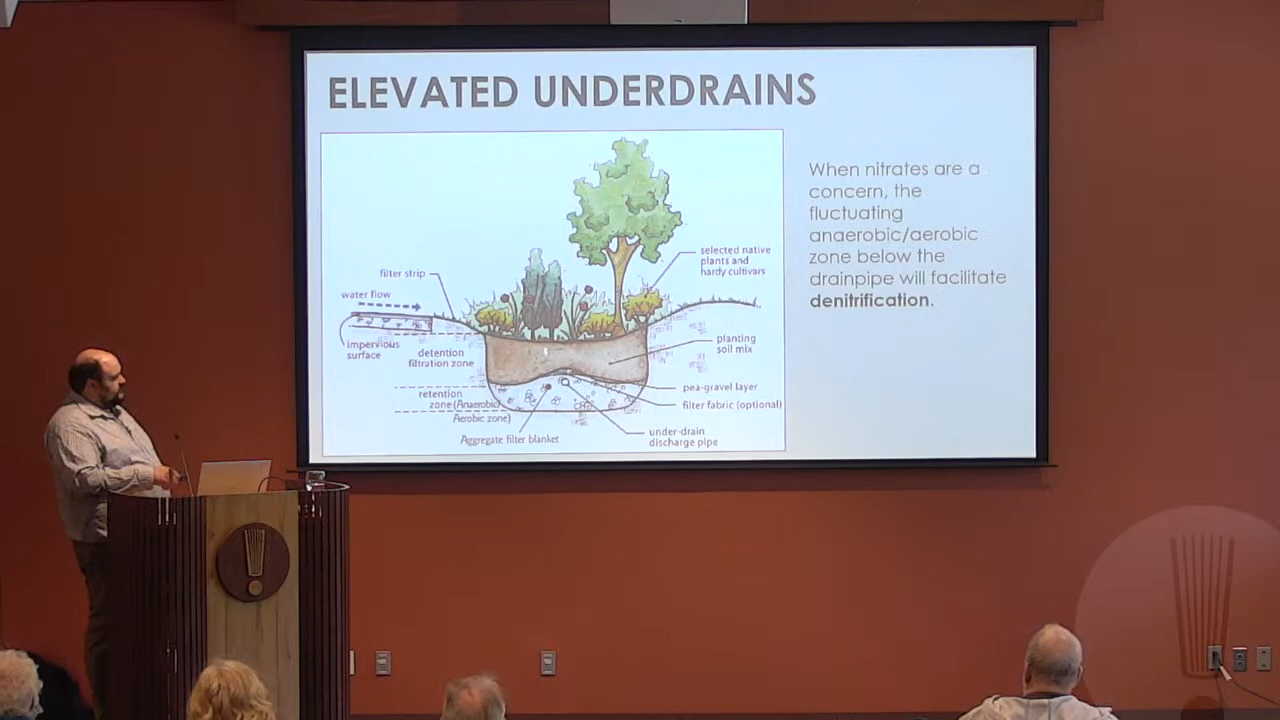 ELEVATED UNDERDRAINS
When nitrates are a
concern, the
fluctuating
anaerobic/aerobic
zone below the
drainpipe will facilitate
denitrification.
selected native
plants and
hardy cultivars
filter strip
water flow
impervious
surface
detention
filtration zone
planting
soil mix
retention
zone (Anaerobic/
Aerobic zone)
pea-gravel layer
filter fabric (optional)
Aggregate filter blanket
under-drain
discharge pipe